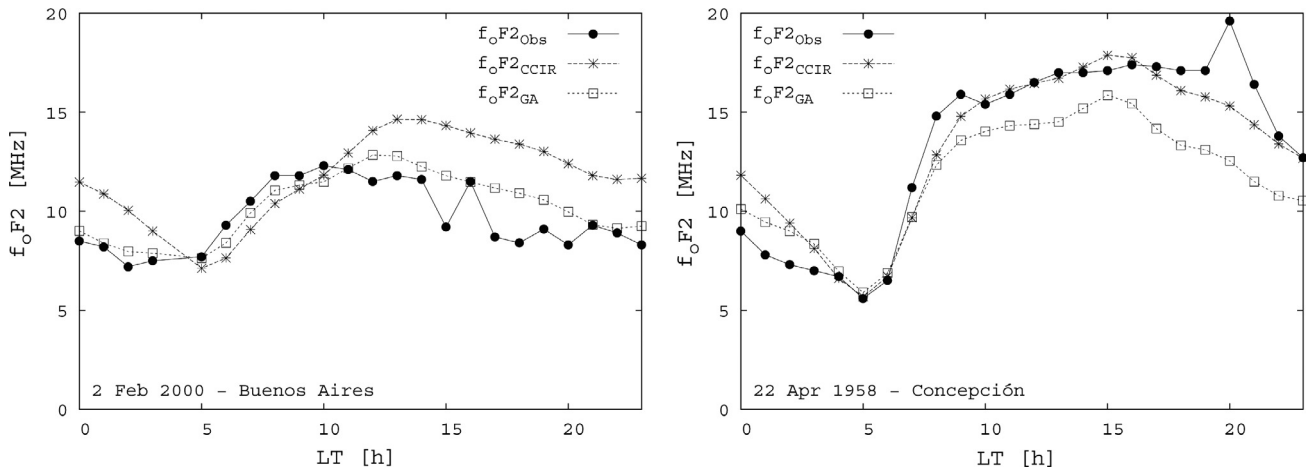 20
15
10
5
0
f_oF2 [MHz]
f_oF2_Obs
f_oF2_CCIR
f_oF2_GA
2 Feb 2000 - Buenos Aires
0 5 10 15 20
LT [h]
20
15
10
5
0
f_oF2 [MHz]
f_oF2_Obs
f_oF2_CCIR
f_oF2_GA
22 Apr 1958 - Concepción
0 5 10 15 20
LT [h]